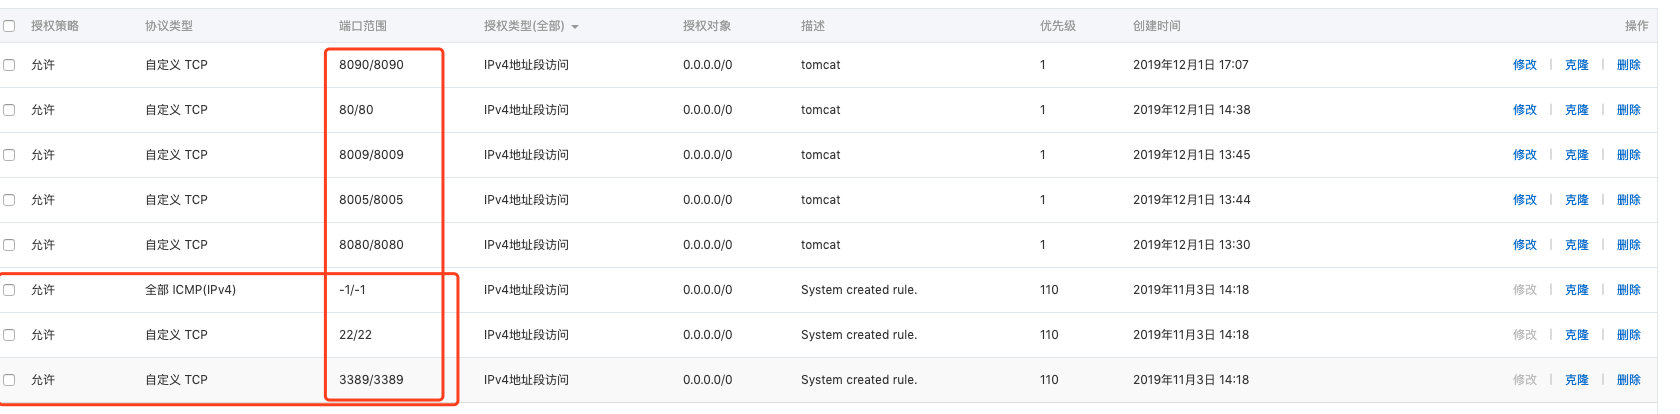 授权策略 协议类型 端口范围 授权类型(全部) 授权对象 描述 优先级 创建时间 操作
允许 自定义 TCP 8090/8090 IPv4地址段访问 0.0.0.0/0 tomcat 1 2019年12月1日 17:07 修改 克隆 删除
允许 自定义 TCP 80/80 IPv4地址段访问 0.0.0.0/0 tomcat 1 2019年12月1日 14:38 修改 克隆 删除
允许 自定义 TCP 8009/8009 IPv4地址段访问 0.0.0.0/0 tomcat 1 2019年12月1日 13:45 修改 克隆 删除
允许 自定义 TCP 8005/8005 IPv4地址段访问 0.0.0.0/0 tomcat 1 2019年12月1日 13:44 修改 克隆 删除
允许 自定义 TCP 8080/8080 IPv4地址段访问 0.0.0.0/0 tomcat 1 2019年12月1日 13:30 修改 克隆 删除
允许 全部 ICMP(IPv4) -1/-1 IPv4地址段访问 0.0.0.0/0 System created rule. 110 2019年11月3日 14:18 修改 克隆 删除
允许 自定义 TCP 22/22 IPv4地址段访问 0.0.0.0/0 System created rule. 110 2019年11月3日 14:18 修改 克隆 删除
允许 自定义 TCP 3389/3389 IPv4地址段访问 0.0.0.0/0 System created rule. 110 2019年11月3日 14:18 修改 克隆 删除